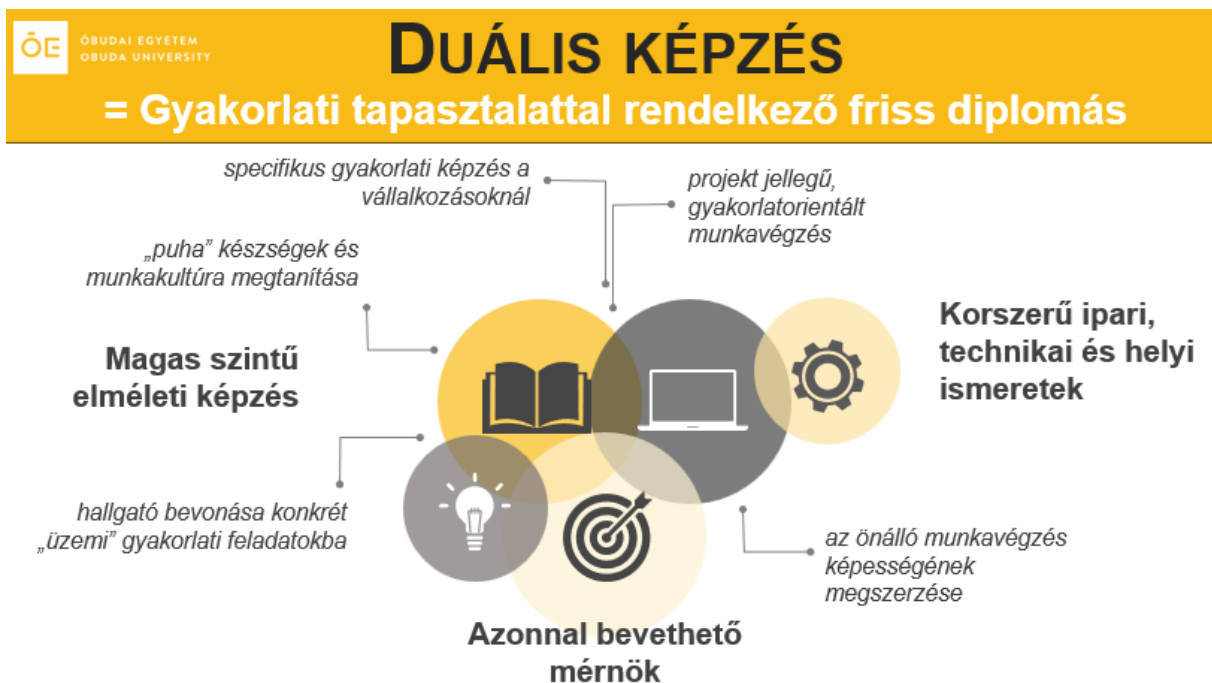 ŌE
ÓBUDAI EGYETEM
ÓBUDA UNIVERSITY
DUÁLIS KÉPZÉS
= Gyakorlati tapasztalattal rendelkező friss diplomás
specifikus gyakorlati képzés a
vállalkozásoknál
projekt jellegű,
gyakorlatorientált
munkavégzés
„puha” készségek és
munkakultúra megtanítása
Magas szintű
elméleti képzés
Korszerű ipari,
technikai és helyi
ismeretek
hallgató bevonása konkrét
„üzemi” gyakorlati feladatokba
az önálló munkavégzés
képességének
megszerzése
Azonnal bevethető
mérnök